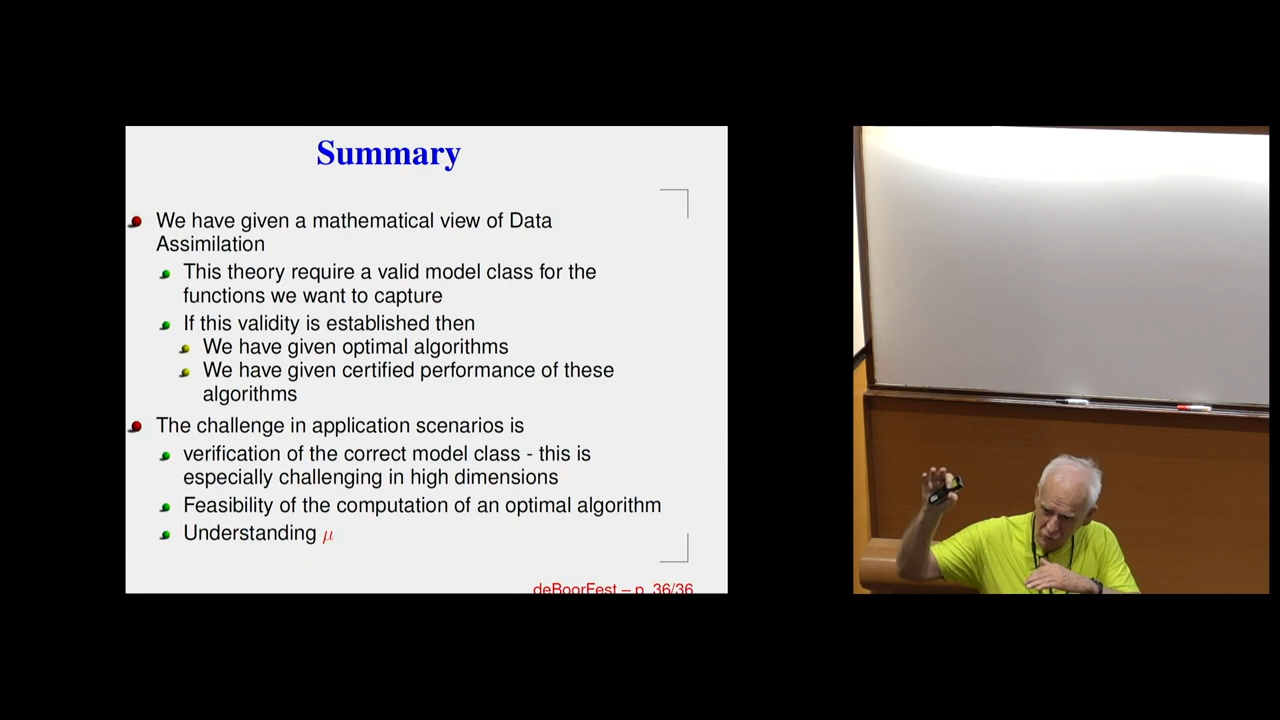 Summary
We have given a mathematical view of Data
Assimilation
This theory require a valid model class for the
functions we want to capture
If this validity is established then
We have given optimal algorithms
We have given certified performance of these
algorithms
The challenge in application scenarios is
verification of the correct model class - this is
especially challenging in high dimensions
Feasibility of the computation of an optimal algorithm
Understanding μ
deBoorFest – p. 36/36